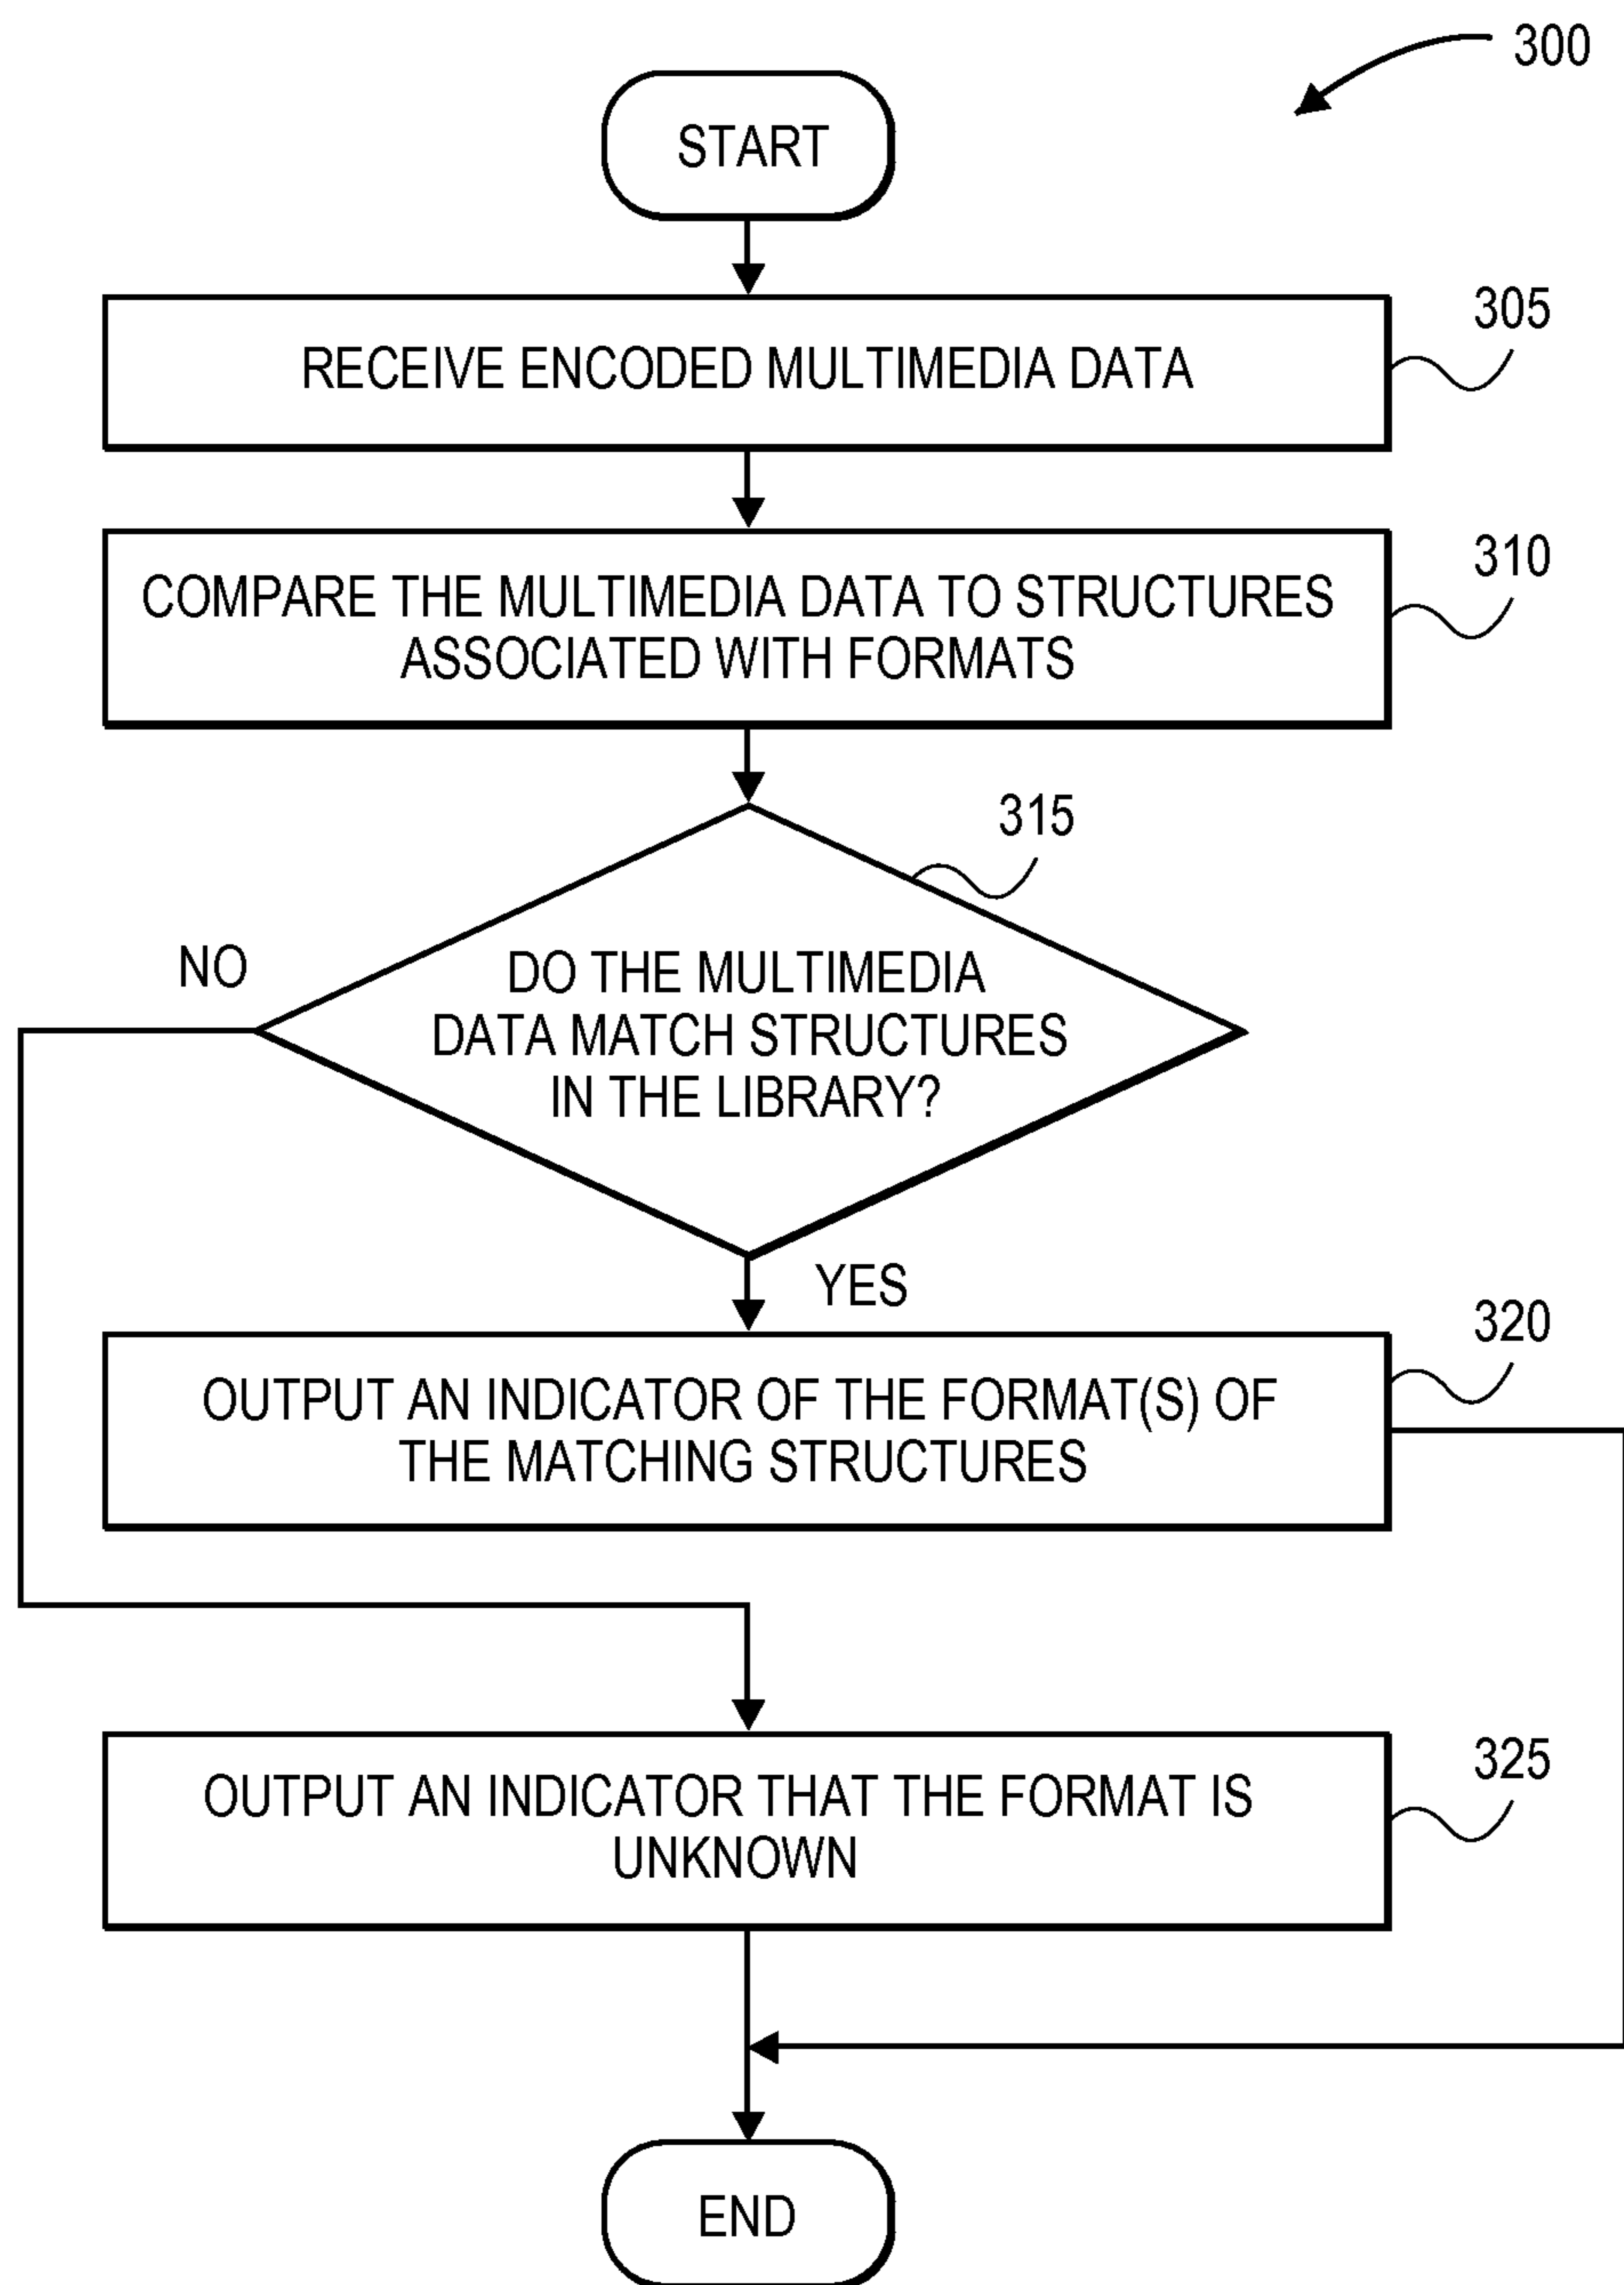 300
START
305
RECEIVE ENCODED MULTIMEDIA DATA
310
COMPARE THE MULTIMEDIA DATA TO STRUCTURES
ASSOCIATED WITH FORMATS
315
NO
DO THE MULTIMEDIA
DATA MATCH STRUCTURES
IN THE LIBRARY?
YES
320
OUTPUT AN INDICATOR OF THE FORMAT(S) OF
THE MATCHING STRUCTURES
325
OUTPUT AN INDICATOR THAT THE FORMAT IS
UNKNOWN
END